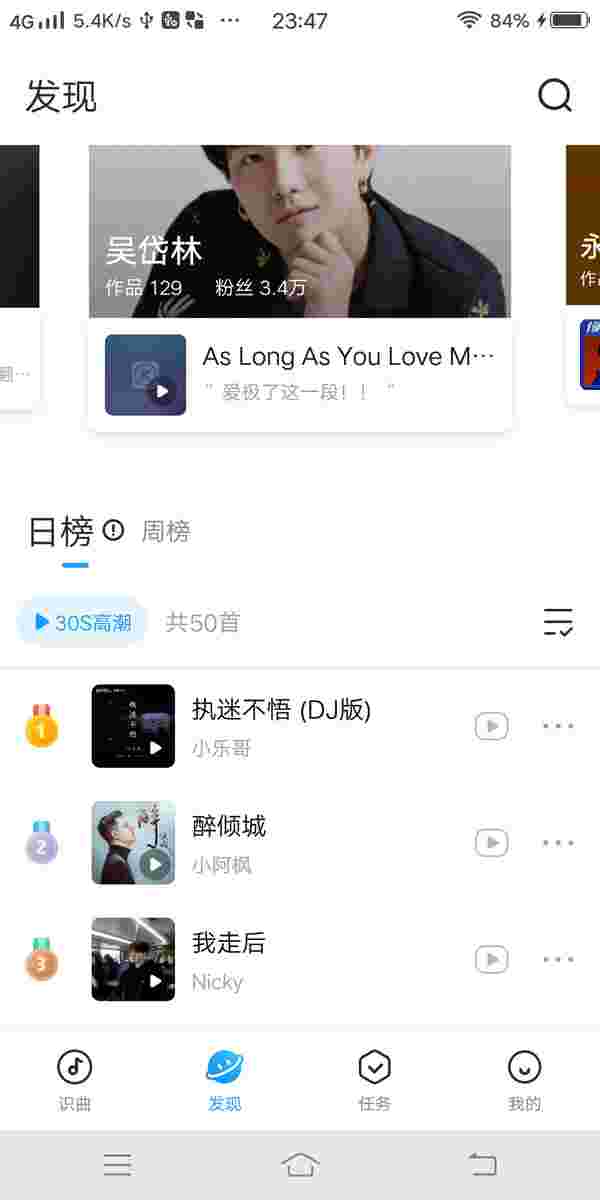 4G 5.4K/s ··· 23:47 84%
发现
吴岱林
作品 129 粉丝 3.4万
As Long As You Love M···
" 爱极了这一段！！ "
日榜 周榜
30S高潮 共50首
1
执迷不悟 (DJ版)
小乐哥
2
醉倾城
小阿枫
3
我走后
Nicky
识曲 发现 任务 我的